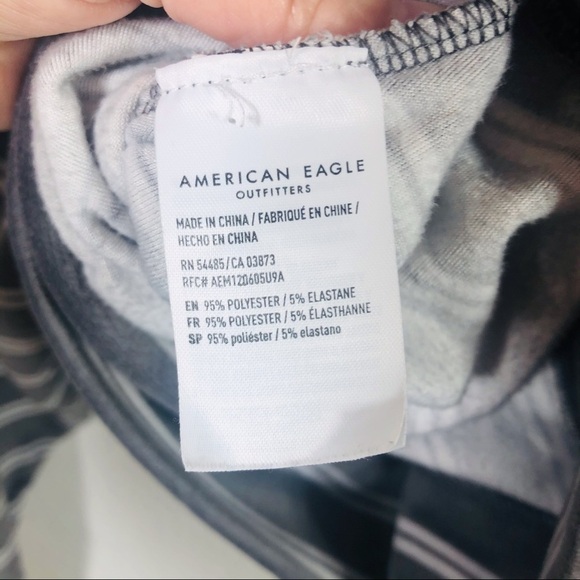 AMERICAN EAGLE
OUTFITTERS
MADE IN CHINA / FABRIQUÉ EN CHINE /
HECHO EN CHINA
RN 54485/CA 03873
RFC# AEM120605U9A
EN 95% POLYESTER / 5% ELASTANE
FR 95% POLYESTER / 5% ÉLASTHANNE
SP 95% poliéster / 5% elastano